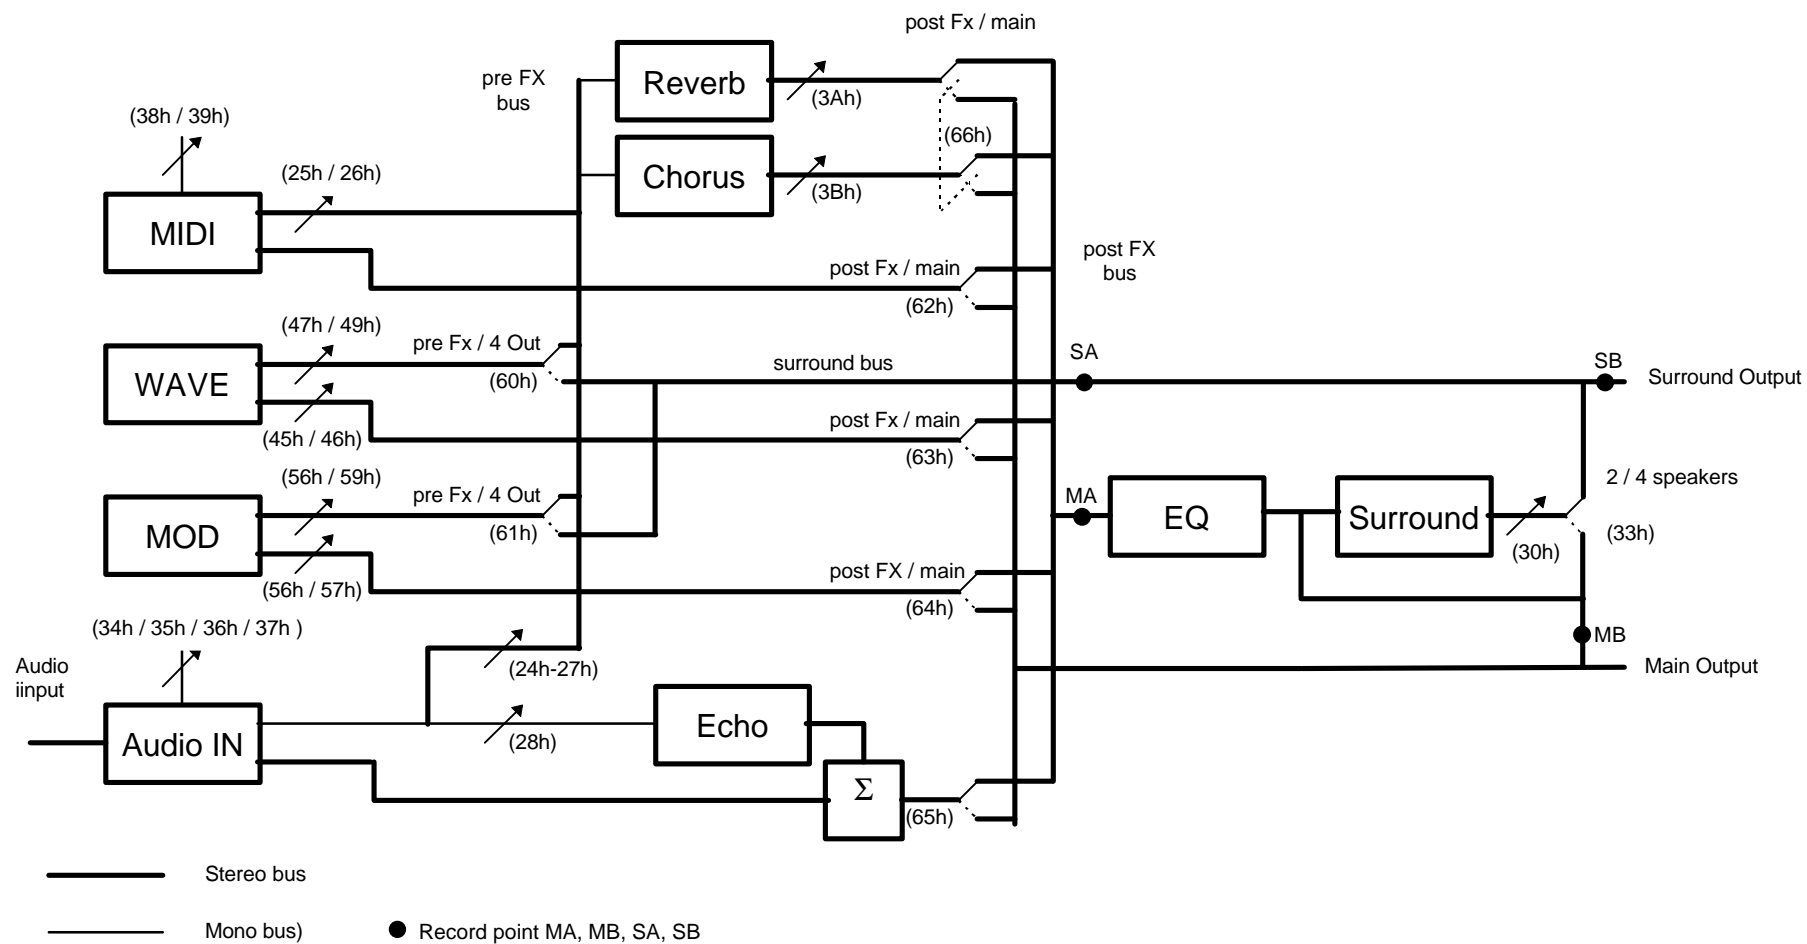 post Fx / main
pre FX
bus
Reverb
(3Ah)
(38h / 39h)
(66h)
(25h / 26h)
Chorus
(3Bh)
MIDI
post FX
bus
post Fx / main
(62h)
(47h / 49h)
pre Fx / 4 Out
surround bus
SA
SB
Surround Output
WAVE
(60h)
(45h / 46h)
post Fx / main
(63h)
(56h / 59h)
pre Fx / 4 Out
MA
2 / 4 speakers
MOD
(61h)
EQ
Surround
(30h)
(33h)
(56h / 57h)
post FX / main
(64h)
(34h / 35h / 36h / 37h )
MB
Audio
iinput
(24h-27h)
Main Output
Audio IN
(28h)
Echo
Σ
(65h)
Stereo bus
Mono bus)
Record point MA, MB, SA, SB